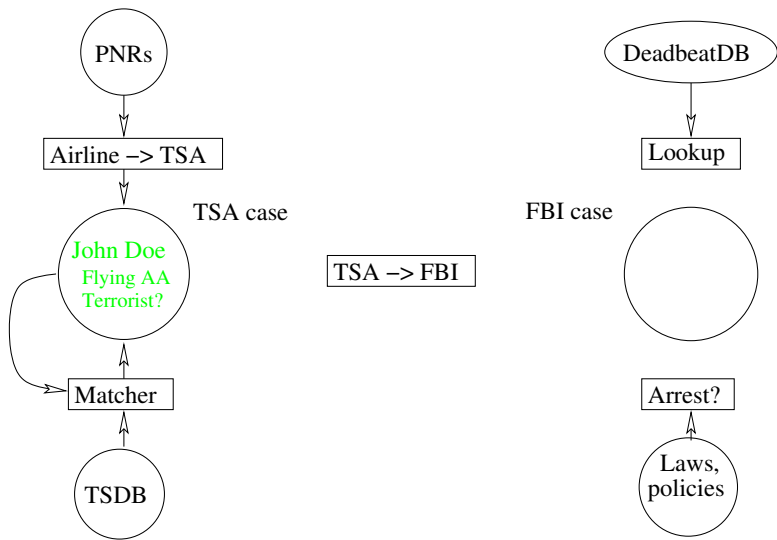 PNRs
DeadbeatDB
Airline −> TSA
Lookup
TSA case
FBI case
John Doe
Flying AA
Terrorist?
TSA −> FBI
Matcher
Arrest?
TSDB
Laws,
policies